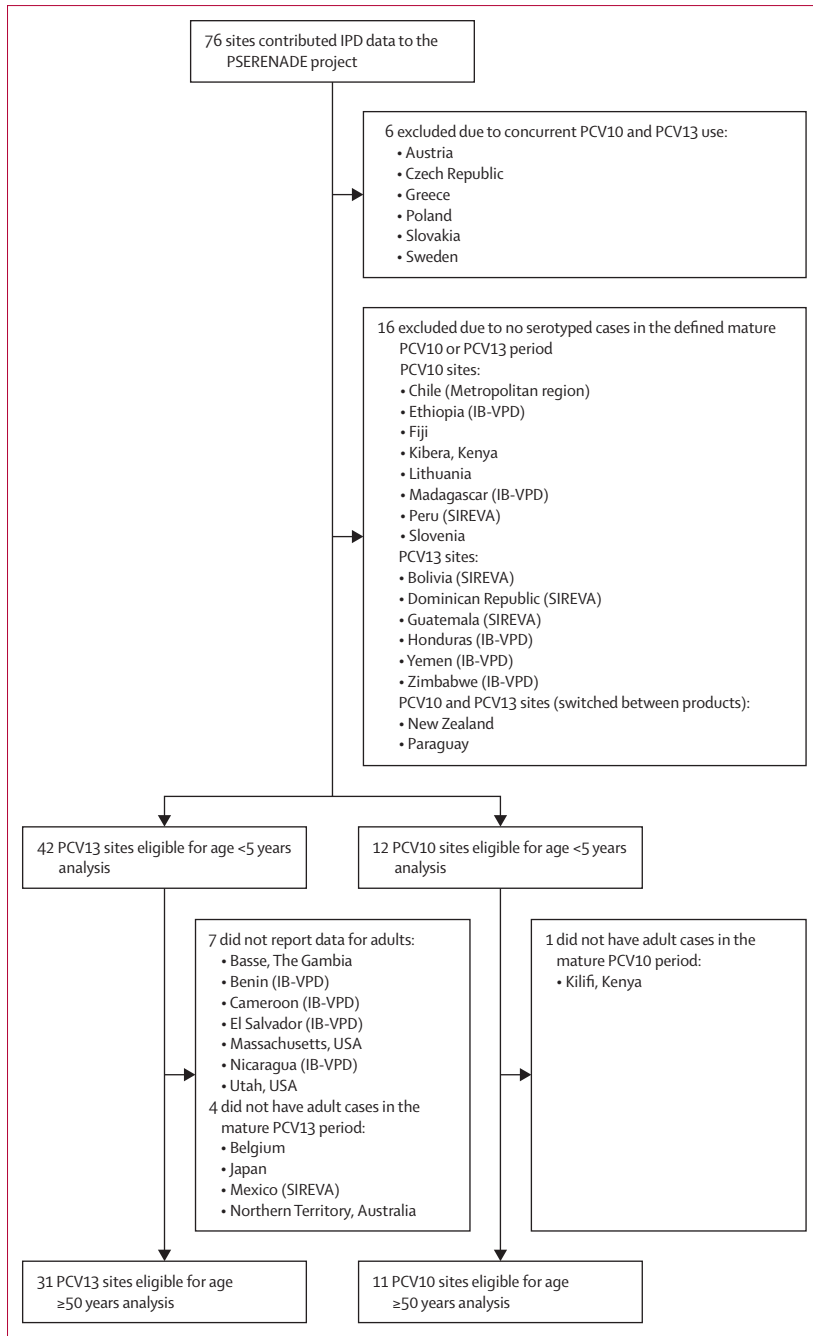 76 sites contributed IPD data to the
PSERENADE project
6 excluded due to concurrent PCV10 and PCV13 use:
• Austria
• Czech Republic
• Greece
• Poland
• Slovakia
• Sweden
16 excluded due to no serotyped cases in the defined mature
PCV10 or PCV13 period
PCV10 sites:
• Chile (Metropolitan region)
• Ethiopia (IB-VPD)
• Fiji
• Kibera, Kenya
• Lithuania
• Madagascar (IB-VPD)
• Peru (SIREVA)
• Slovenia
PCV13 sites:
• Bolivia (SIREVA)
• Dominican Republic (SIREVA)
• Guatemala (SIREVA)
• Honduras (IB-VPD)
• Yemen (IB-VPD)
• Zimbabwe (IB-VPD)
PCV10 and PCV13 sites (switched between products):
• New Zealand
• Paraguay
42 PCV13 sites eligible for age <5 years
analysis
12 PCV10 sites eligible for age <5 years
analysis
7 did not report data for adults:
• Basse, The Gambia
• Benin (IB-VPD)
• Cameroon (IB-VPD)
• El Salvador (IB-VPD)
• Massachusetts, USA
• Nicaragua (IB-VPD)
• Utah, USA
4 did not have adult cases in the
mature PCV13 period:
• Belgium
• Japan
• Mexico (SIREVA)
• Northern Territory, Australia
1 did not have adult cases in the
mature PCV10 period:
• Kilifi, Kenya
31 PCV13 sites eligible for age
≥50 years analysis
11 PCV10 sites eligible for age
≥50 years analysis